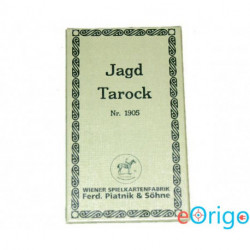 Jagd
Tarock
Nr. 1905
WIENER SPIELKARTENFABRIK
Ferd. Piatnik & Söhne
eOrigo